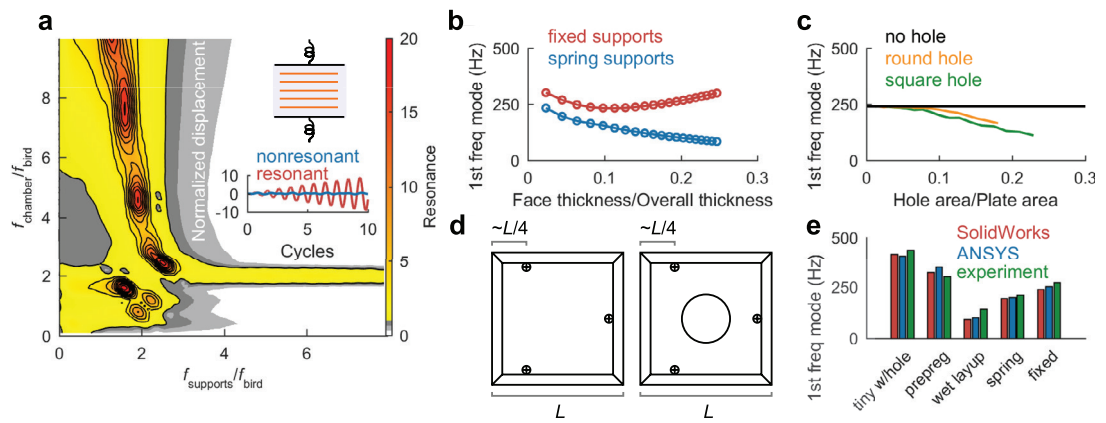 a
8
6
4
2
0
f_chamber/f_bird
0
2
4
6
f_supports/f_bird
Normalized displacement
nonresonant
resonant
10
0
-10
0
5
10
Cycles
20
15
10
5
0
Resonance
b
fixed supports
spring supports
500
250
0
1st freq mode (Hz)
0
0.1
0.2
0.3
Face thickness/Overall thickness
c
no hole
round hole
square hole
500
250
0
1st freq mode (Hz)
0
0.1
0.2
0.3
Hole area/Plate area
d
~L/4
~L/4
L
L
e
SolidWorks
ANSYS
experiment
500
250
0
1st freq mode (Hz)
tiny w/hole
prepreg
wet layup
spring
fixed